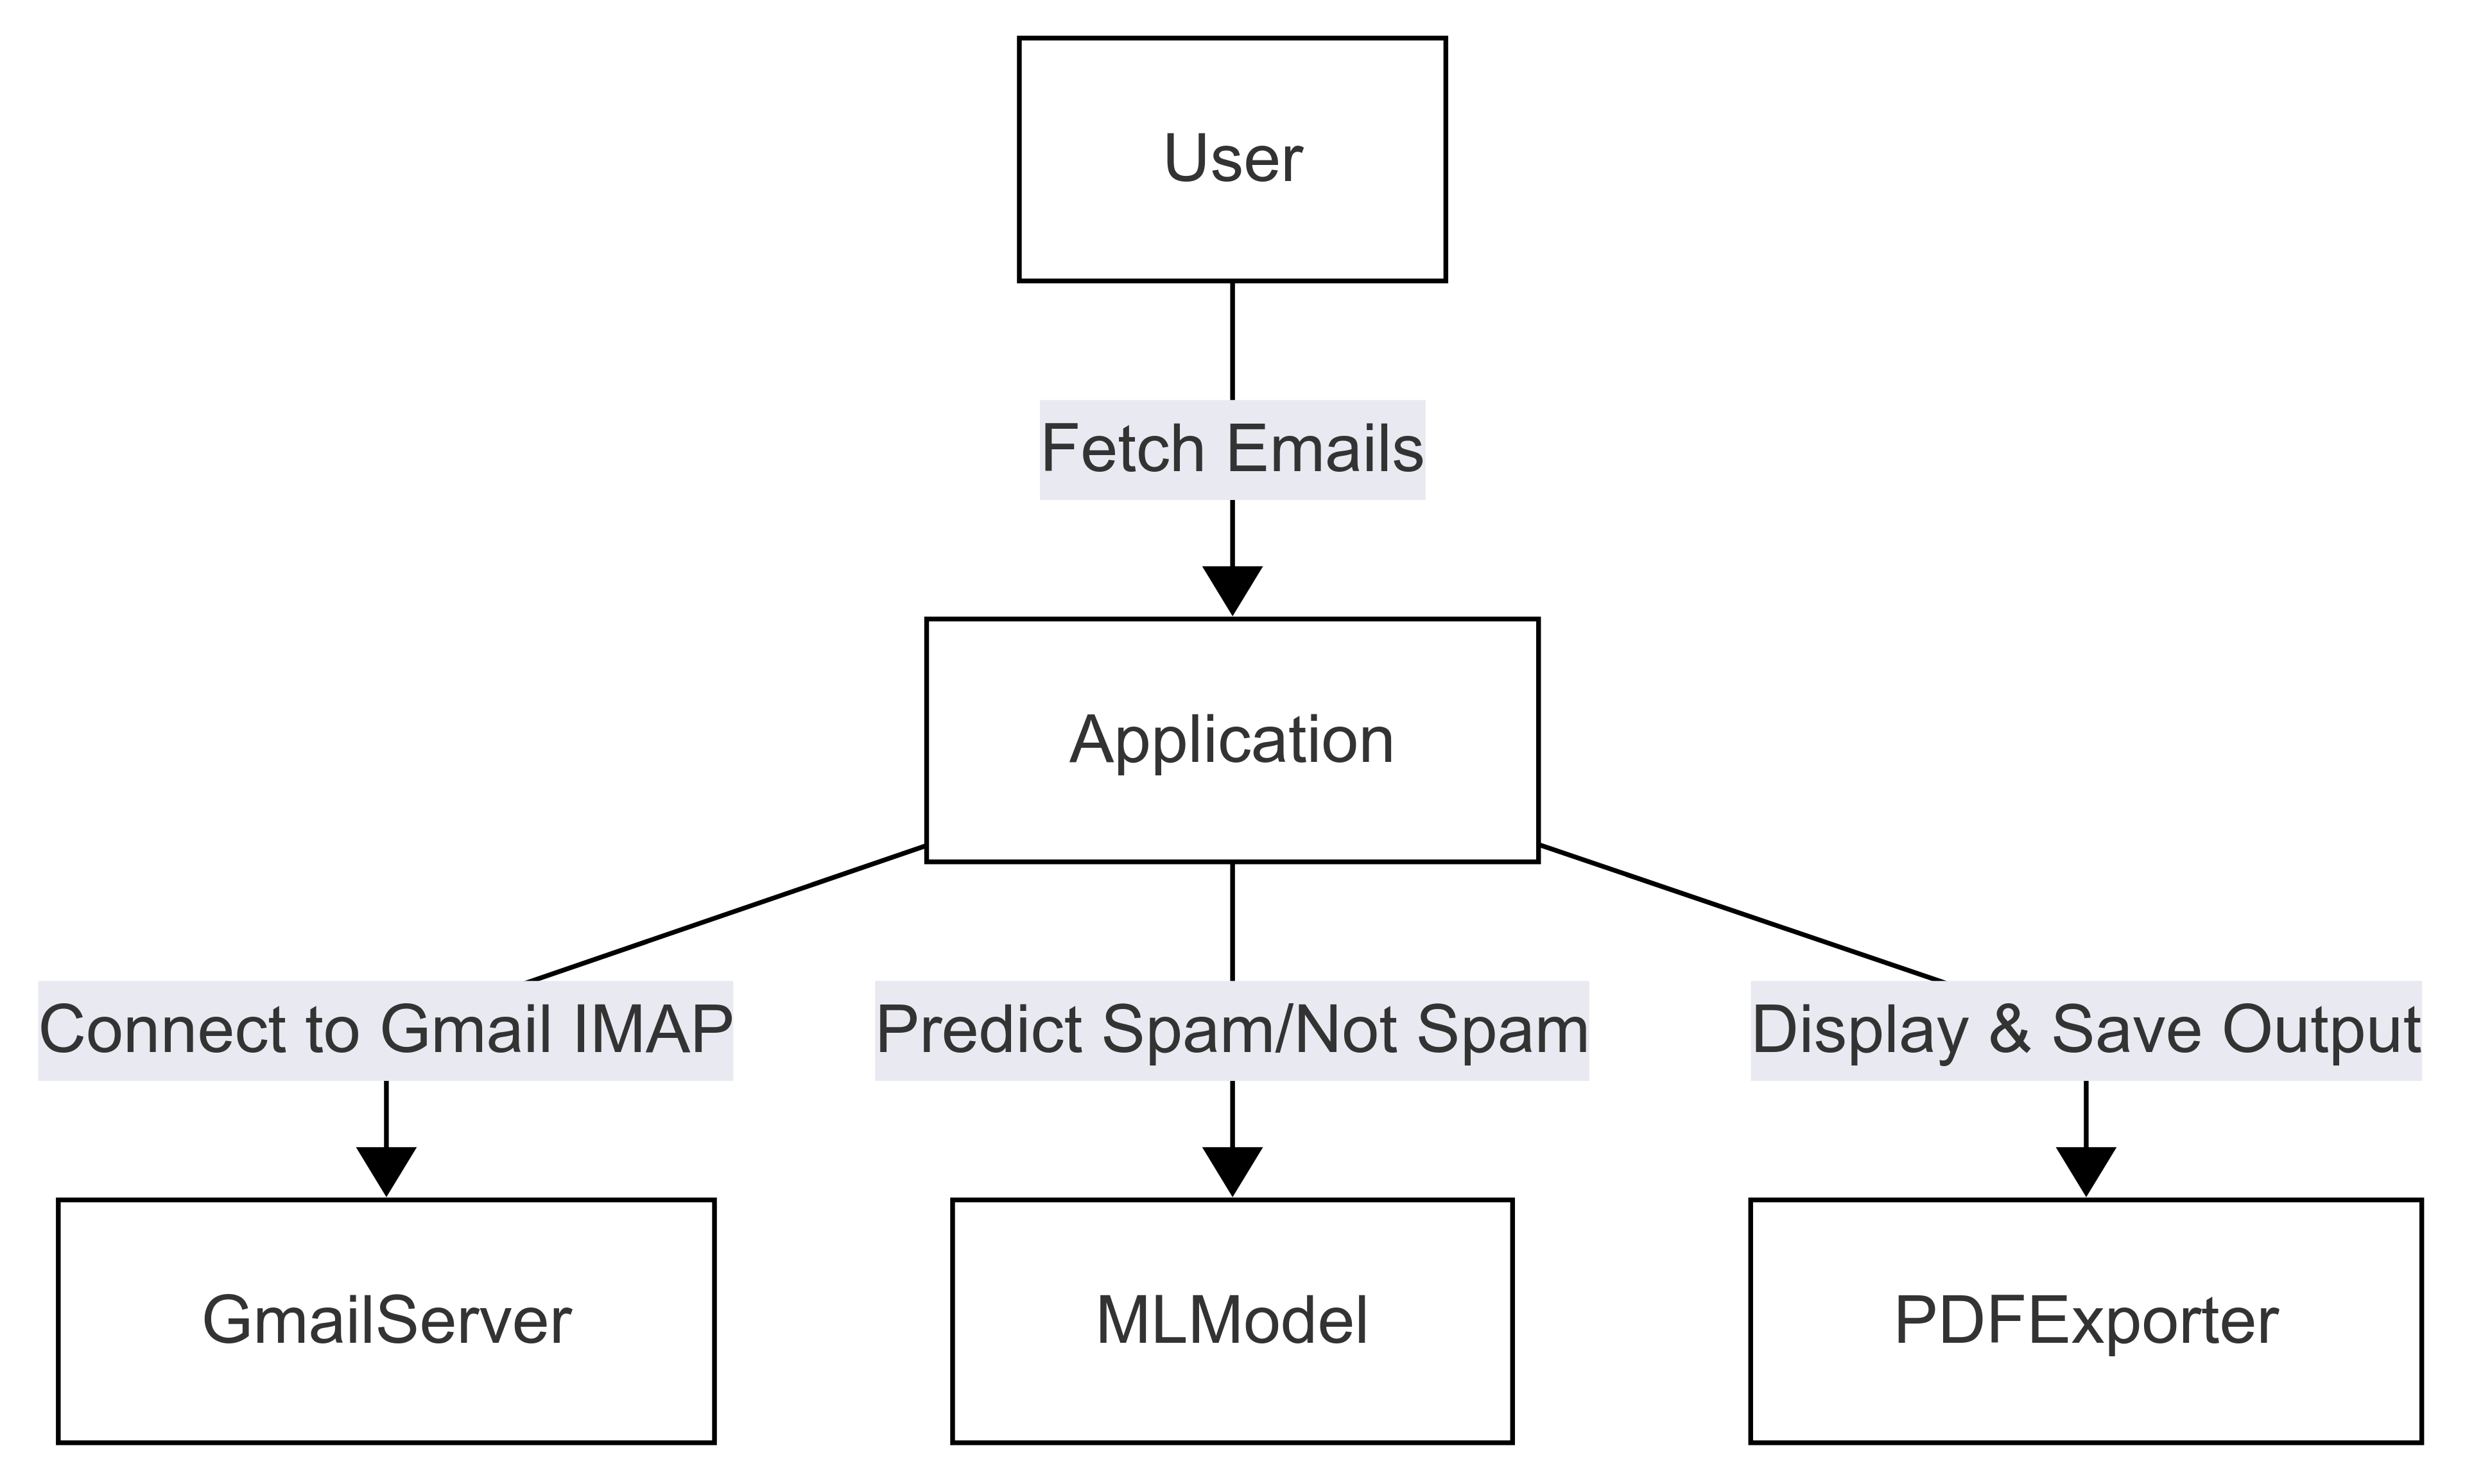 User
Fetch Emails
Application
Connect to Gmail IMAP
Predict Spam/Not Spam
Display & Save Output
GmailServer
MLModel
PDFExporter